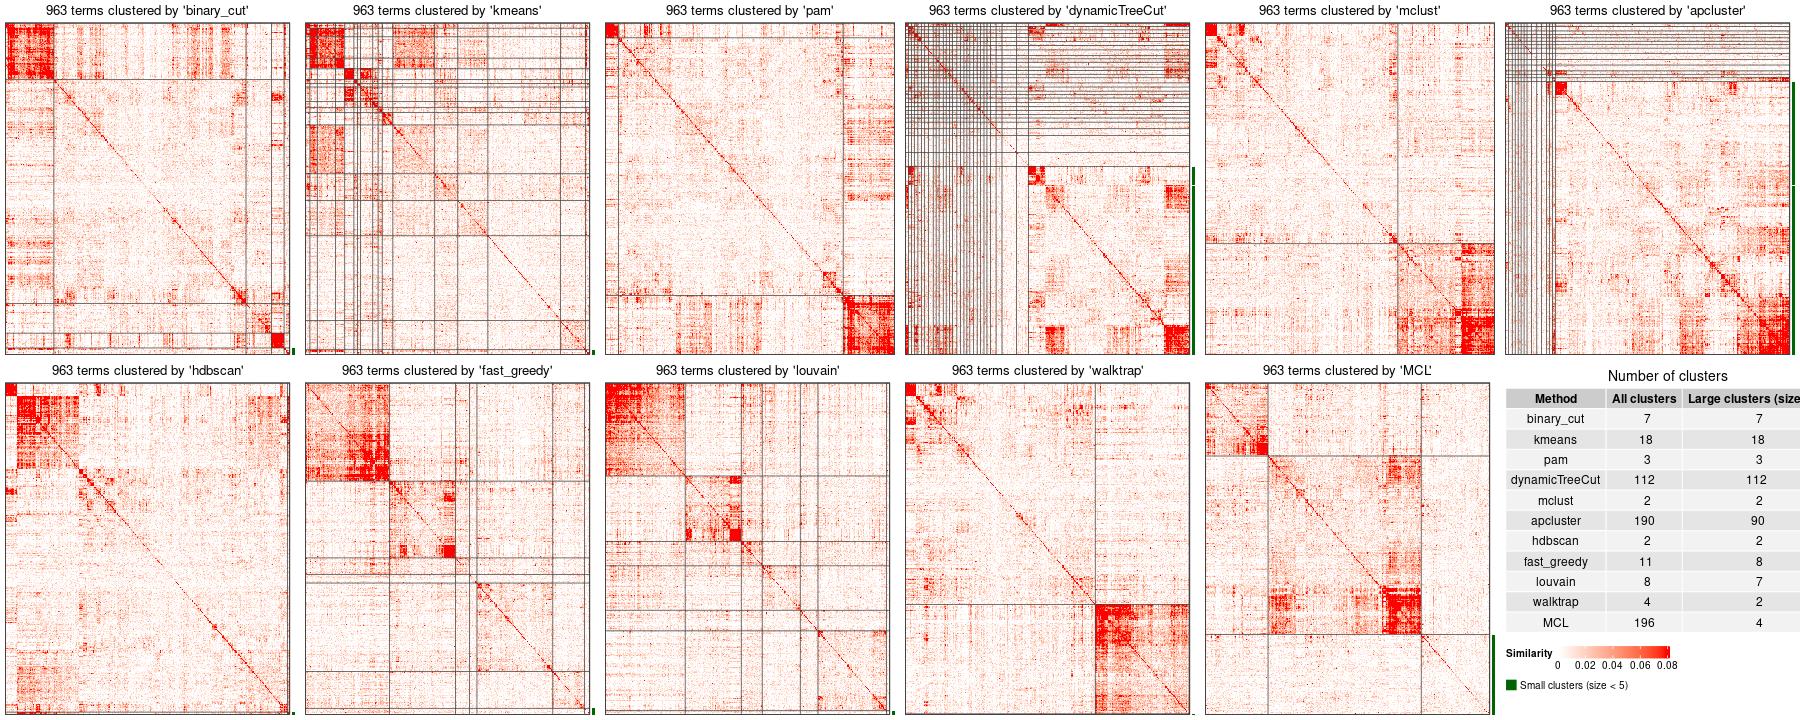 963 terms clustered by 'binary_cut'
963 terms clustered by 'kmeans'
963 terms clustered by 'pam'
963 terms clustered by 'dynamicTreeCut'
963 terms clustered by 'mclust'
963 terms clustered by 'apcluster'
963 terms clustered by 'hdbscan'
963 terms clustered by 'fast_greedy'
963 terms clustered by 'louvain'
963 terms clustered by 'walktrap'
963 terms clustered by 'MCL'
Number of clusters
Method All clusters Large clusters (size
binary_cut 7 7
kmeans 18 18
pam 3 3
dynamicTreeCut 112 112
mclust 2 2
apcluster 190 90
hdbscan 2 2
fast_greedy 11 8
louvain 8 7
walktrap 4 2
MCL 196 4
Similarity
0 0.02 0.04 0.06 0.08
Small clusters (size < 5)